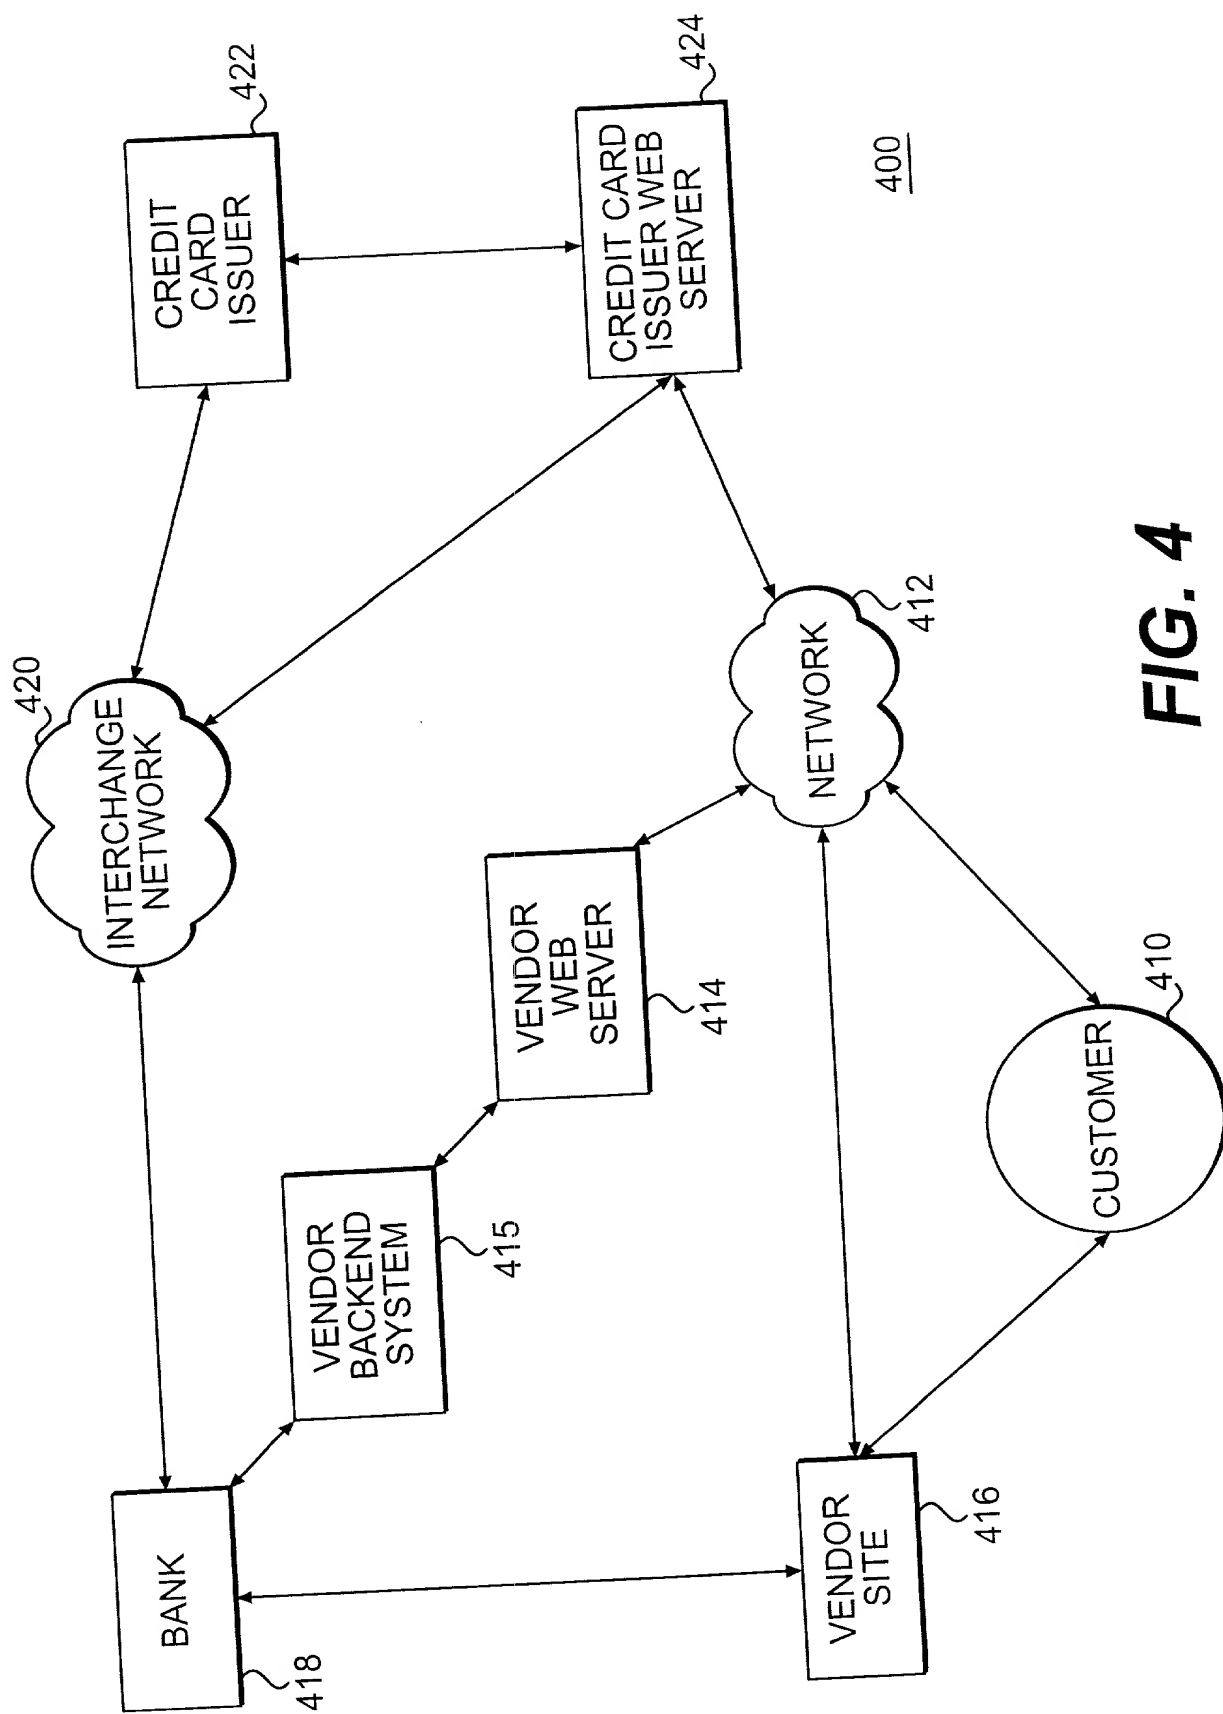 BANK
418
INTERCHANGE
NETWORK
420
CREDIT
CARD
ISSUER
422
VENDOR
BACKEND
SYSTEM
415
VENDOR
WEB
SERVER
414
CREDIT CARD
ISSUER WEB
SERVER
424
VENDOR
SITE
416
NETWORK
412
CUSTOMER
410
400
FIG. 4